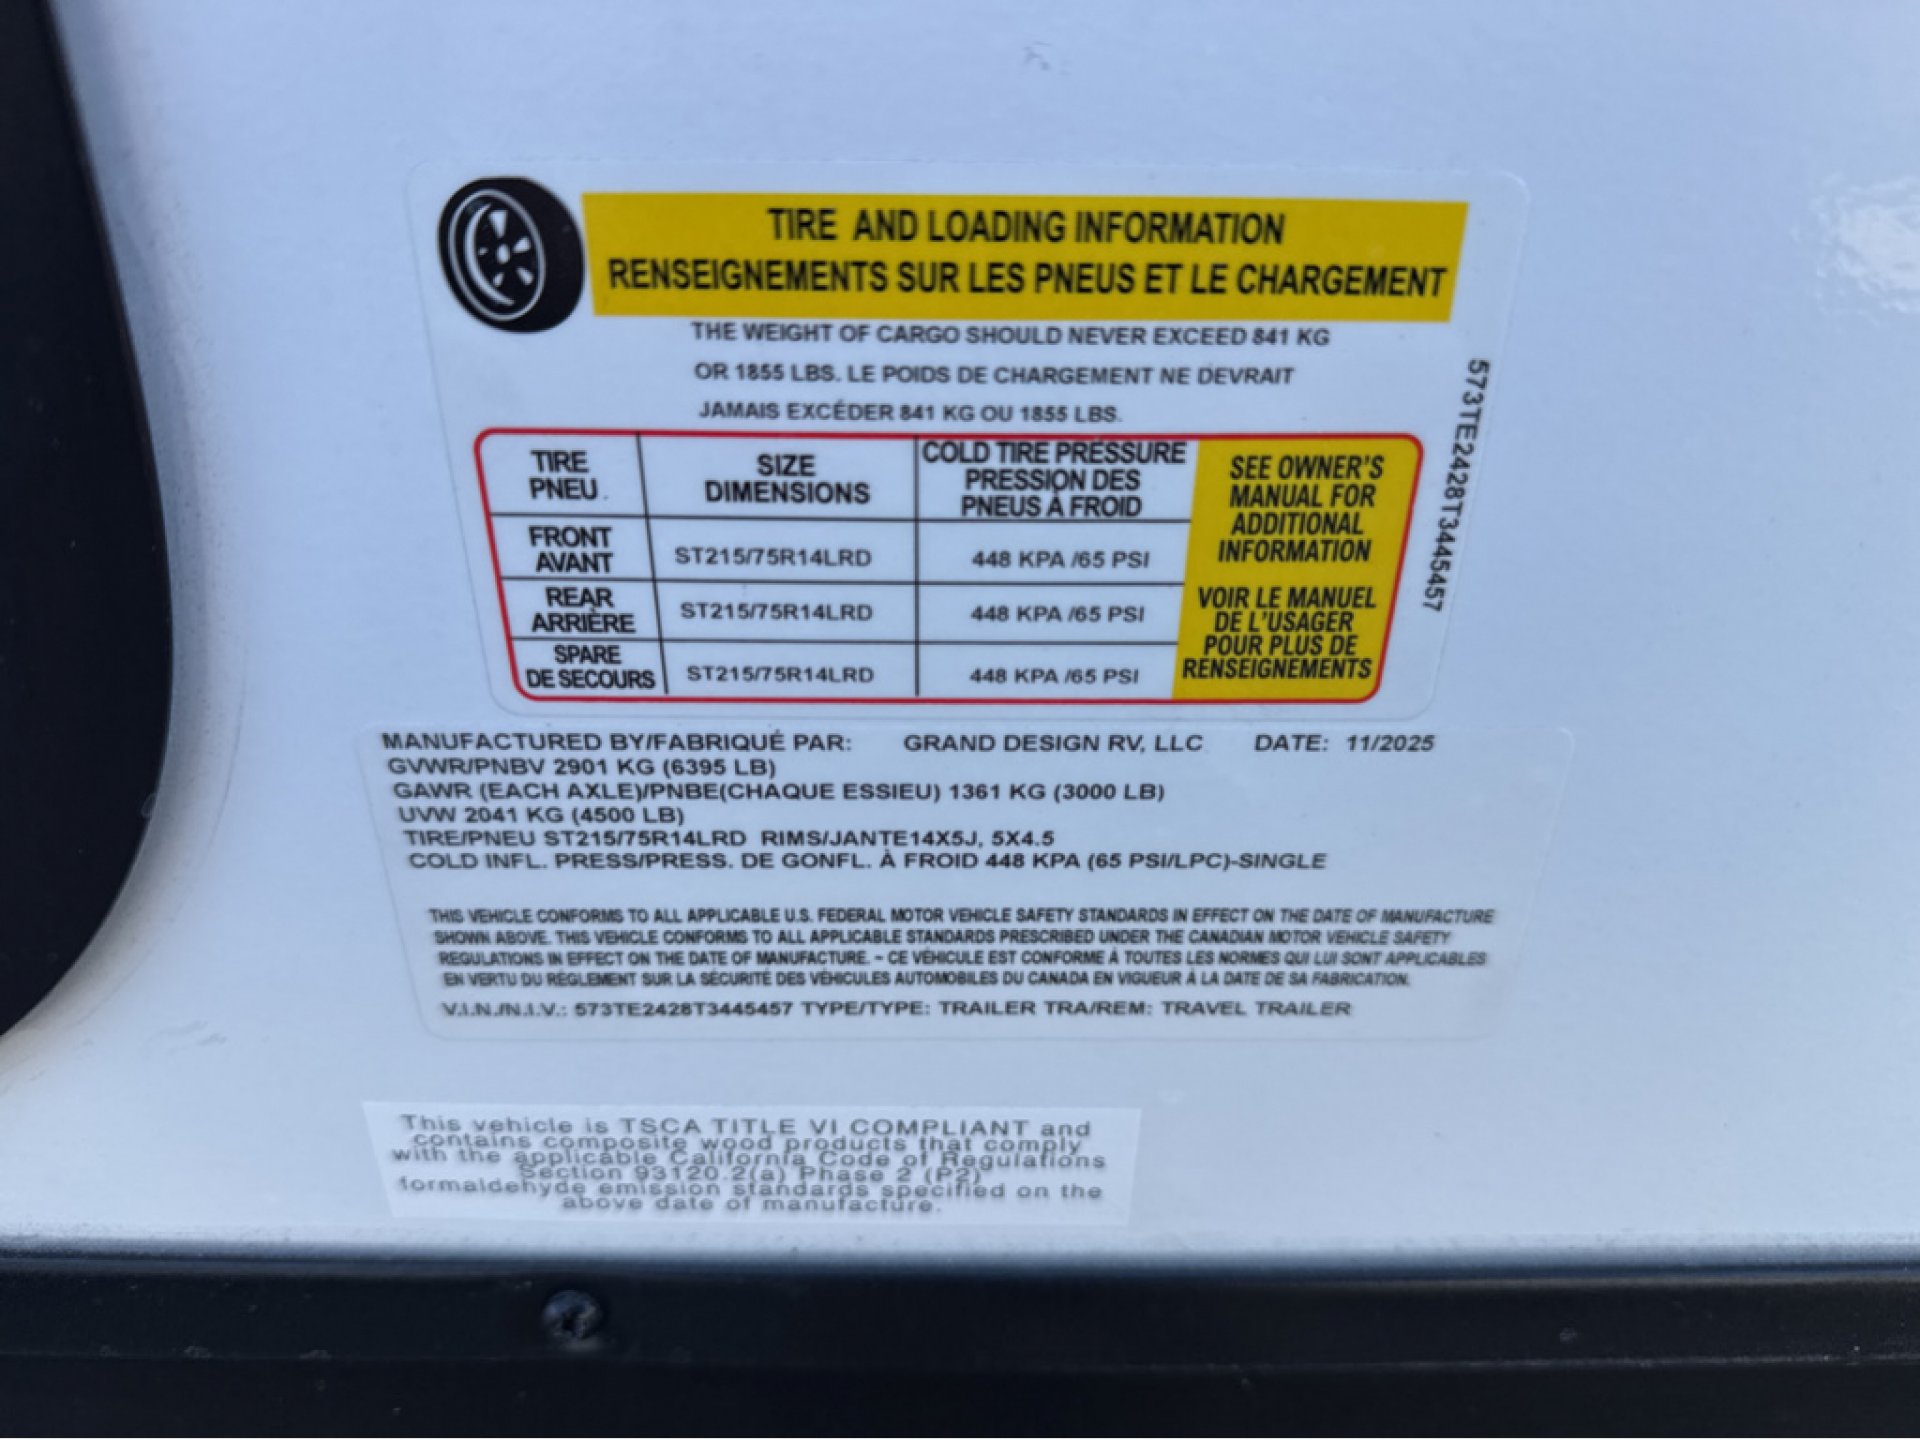 TIRE AND LOADING INFORMATION
RENSEIGNEMENTS SUR LES PNEUS ET LE CHARGEMENT
THE WEIGHT OF CARGO SHOULD NEVER EXCEED 841 KG
OR 1855 LBS. LE POIDS DE CHARGEMENT NE DEVRAIT
JAMAIS EXCÉDER 841 KG OU 1855 LBS.
TIRE
PNEU
SIZE
DIMENSIONS
COLD TIRE PRESSURE
PRESSION DES
PNEUS À FROID
FRONT
AVANT
ST215/75R14LRD
448 KPA /65 PSI
REAR
ARRIÈRE
ST215/75R14LRD
448 KPA /65 PSI
SPARE
DE SECOURS
ST215/75R14LRD
448 KPA /65 PSI
SEE OWNER'S
MANUAL FOR
ADDITIONAL
INFORMATION
VOIR LE MANUEL
DE L'USAGER
POUR PLUS DE
RENSEIGNEMENTS
573TE2428T3445457
MANUFACTURED BY/FABRIQUÉ PAR: GRAND DESIGN RV, LLC DATE: 11/2025
GVWR/PNBV 2901 KG (6395 LB)
GAWR (EACH AXLE)/PNBE(CHAQUE ESSIEU) 1361 KG (3000 LB)
UVW 2041 KG (4500 LB)
TIRE/PNEU ST215/75R14LRD RIMS/JANTE14X5J, 5X4.5
COLD INFL. PRESS/PRESS. DE GONFL. À FROID 448 KPA (65 PSI/LPC)-SINGLE
THIS VEHICLE CONFORMS TO ALL APPLICABLE U.S. FEDERAL MOTOR VEHICLE SAFETY STANDARDS IN EFFECT ON THE DATE OF MANUFACTURE
SHOWN ABOVE. THIS VEHICLE CONFORMS TO ALL APPLICABLE STANDARDS PRESCRIBED UNDER THE CANADIAN MOTOR VEHICLE SAFETY
REGULATIONS IN EFFECT ON THE DATE OF MANUFACTURE. ~ CE VÉHICULE EST CONFORME À TOUTES LES NORMES QUI LUI SONT APPLICABLES
EN VERTU DU RÈGLEMENT SUR LA SÉCURITÉ DES VÉHICULES AUTOMOBILES DU CANADA EN VIGUEUR À LA DATE DE SA FABRICATION.
V.I.N./N.I.V.: 573TE2428T3445457 TYPE/TYPE: TRAILER TRA/REM: TRAVEL TRAILER
This vehicle is TSCA TITLE VI COMPLIANT and
contains composite wood products that comply
with the applicable California Code of Regulations
Section 93120.2(a) Phase 2 (P2)
formaldehyde emission standards specified on the
above date of manufacture.